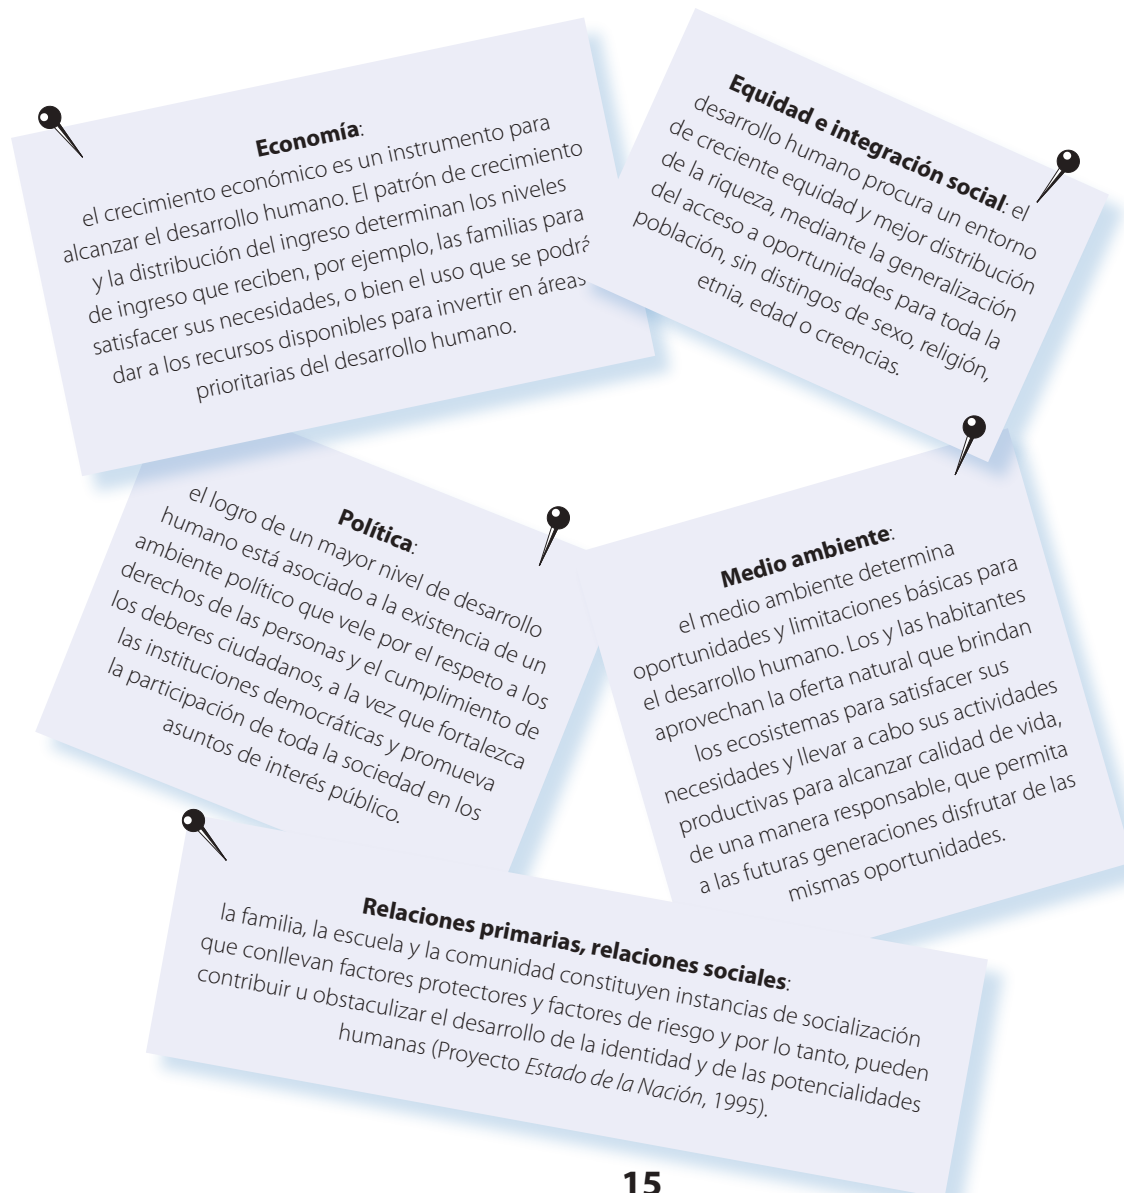 Economía:
el crecimiento económico es un instrumento para
alcanzar el desarrollo humano. El patrón de crecimiento
y la distribución del ingreso determinan los niveles
de ingreso que reciben, por ejemplo, las familias para
satisfacer sus necesidades, o bien el uso que se podrá
dar a los recursos disponibles para invertir en áreas
prioritarias del desarrollo humano.
Equidad e integración social: el
desarrollo humano procura un entorno
de creciente equidad y mejor distribución
de la riqueza, mediante la generalización
del acceso a oportunidades para toda la
población, sin distingos de sexo, religión,
etnia, edad o creencias.
Política:
el logro de un mayor nivel de desarrollo
humano está asociado a la existencia de un
ambiente político que vele por el respeto a los
derechos de las personas y el cumplimiento de
los deberes ciudadanos, a la vez que fortalezca
las instituciones democráticas y promueva
la participación de toda la sociedad en los
asuntos de interés público.
Medio ambiente:
el medio ambiente determina
oportunidades y limitaciones básicas para
el desarrollo humano. Los y las habitantes
aprovechan la oferta natural que brindan
los ecosistemas para satisfacer sus
necesidades y llevar a cabo sus actividades
productivas para alcanzar calidad de vida,
de una manera responsable, que permita
a las futuras generaciones disfrutar de las
mismas oportunidades.
Relaciones primarias, relaciones sociales:
la familia, la escuela y la comunidad constituyen instancias de socialización
que conllevan factores protectores y factores de riesgo y por lo tanto, pueden
contribuir u obstaculizar el desarrollo de la identidad y de las potencialidades
humanas (Proyecto Estado de la Nación, 1995).
15